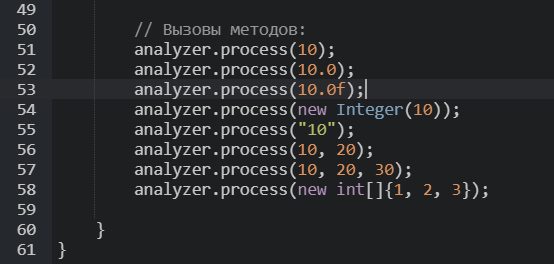 49
50 // Вызовы методов:
51 analyzer.process(10);
52 analyzer.process(10.0);
53 analyzer.process(10.0f);
54 analyzer.process(new Integer(10));
55 analyzer.process("10");
56 analyzer.process(10, 20);
57 analyzer.process(10, 20, 30);
58 analyzer.process(new int[]{1, 2, 3});
59
60 }
61 }